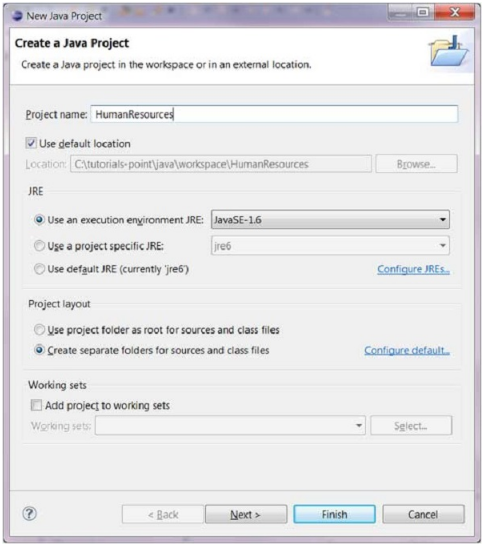 New Java Project
Create a Java Project
Create a Java project in the workspace or in an external location.
Project name: HumanResources
Use default location
Location: C:\tutorials-point\java\workspace\HumanResources Browse...
JRE
Use an execution environment JRE: JavaSE-1.6
Use a project specific JRE: jre6
Use default JRE (currently 'jre6') Configure JREs...
Project layout
Use project folder as root for sources and class files
Create separate folders for sources and class files Configure default...
Working sets
Add project to working sets
Working sets: Select...
? < Back Next > Finish Cancel